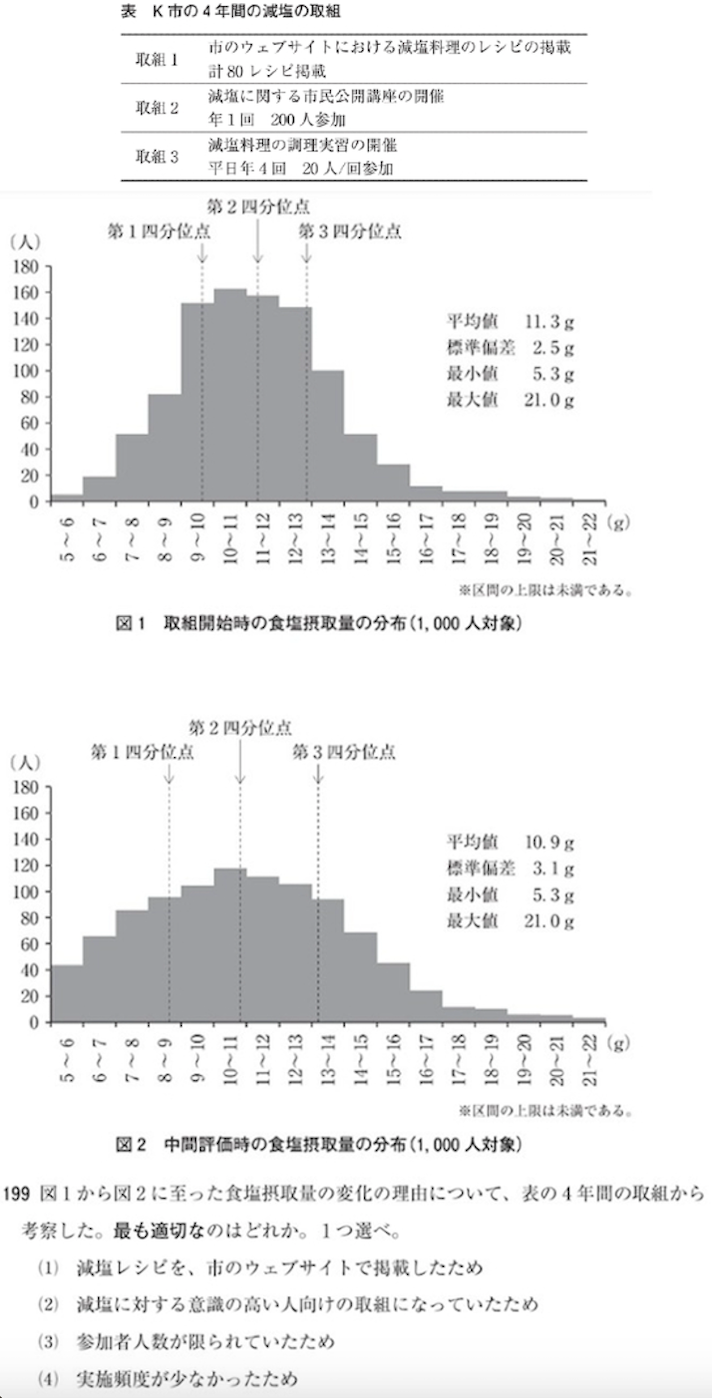 表 K市の4年間の減塩の取組
取組1 市のウェブサイトにおける減塩料理のレシピの掲載
計80レシピ掲載
取組2 減塩に関する市民公開講座の開催
年1回 200人参加
取組3 減塩料理の調理実習の開催
平日年4回 20人/回参加
第2四分位点
第1四分位点 第3四分位点
(人)
180
160
140
120
100
80
60
40
20
0
平均値 11.3g
標準偏差 2.5g
最小値 5.3g
最大値 21.0g
5~6 6~7 7~8 8~9 9~10 10~11 11~12 12~13 13~14 14~15 15~16 16~17 17~18 18~19 19~20 20~21 21~22 (g)
※区間の上限は未満である。
図1 取組開始時の食塩摂取量の分布(1,000人対象)
第2四分位点
第1四分位点 第3四分位点
(人)
180
160
140
120
100
80
60
40
20
0
平均値 10.9g
標準偏差 3.1g
最小値 5.3g
最大値 21.0g
5~6 6~7 7~8 8~9 9~10 10~11 11~12 12~13 13~14 14~15 15~16 16~17 17~18 18~19 19~20 20~21 21~22 (g)
※区間の上限は未満である。
図2 中間評価時の食塩摂取量の分布(1,000人対象)
199 図1から図2に至った食塩摂取量の変化の理由について、表の4年間の取組から
考察した。最も適切なのはどれか。1つ選べ。
(1) 減塩レシピを、市のウェブサイトで掲載したため
(2) 減塩に対する意識の高い人向けの取組になっていたため
(3) 参加者人数が限られていたため
(4) 実施頻度が少なかったため